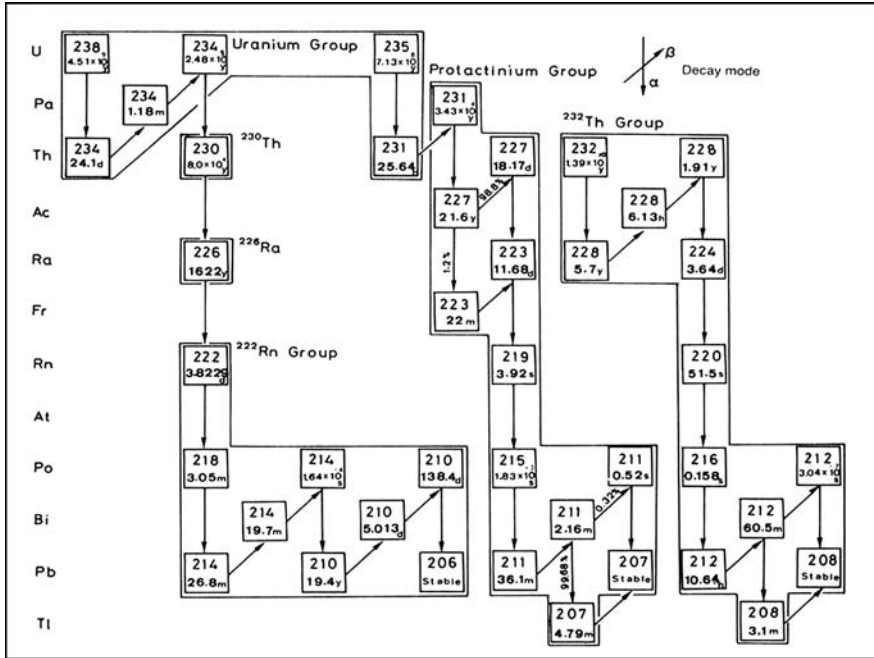 U
238
4.51×10⁹y
234
2.48×10⁵y
Uranium Group
235
7.13×10⁸y
β
α
Decay mode
Protactinium Group
Pa
234
1.18m
231
3.43×10⁴y
²³²Th Group
Th
234
24.1d
230
8.0×10⁴y
²³⁰Th
231
25.64h
227
18.17d
232
1.39×10¹⁰y
228
1.91y
98.8%
Ac
227
21.6y
228
6.13h
Ra
226
1622y
²²⁶Ra
1.2%
223
11.68d
228
5.7y
224
3.64d
Fr
223
22m
Rn
222
3.8229d
²²²Rn Group
219
3.92s
220
51.5s
At
Po
218
3.05m
214
1.64×10⁻⁴s
210
138.4d
215
1.83×10⁻³s
211
0.52s
216
0.158s
212
3.04×10⁻⁷s
0.32%
Bi
214
19.7m
210
5.013d
211
2.16m
212
60.5m
Pb
214
26.8m
210
19.4y
206
Stable
211
36.1m
99.68%
207
Stable
212
10.64h
208
Stable
Tl
207
4.79m
208
3.1m